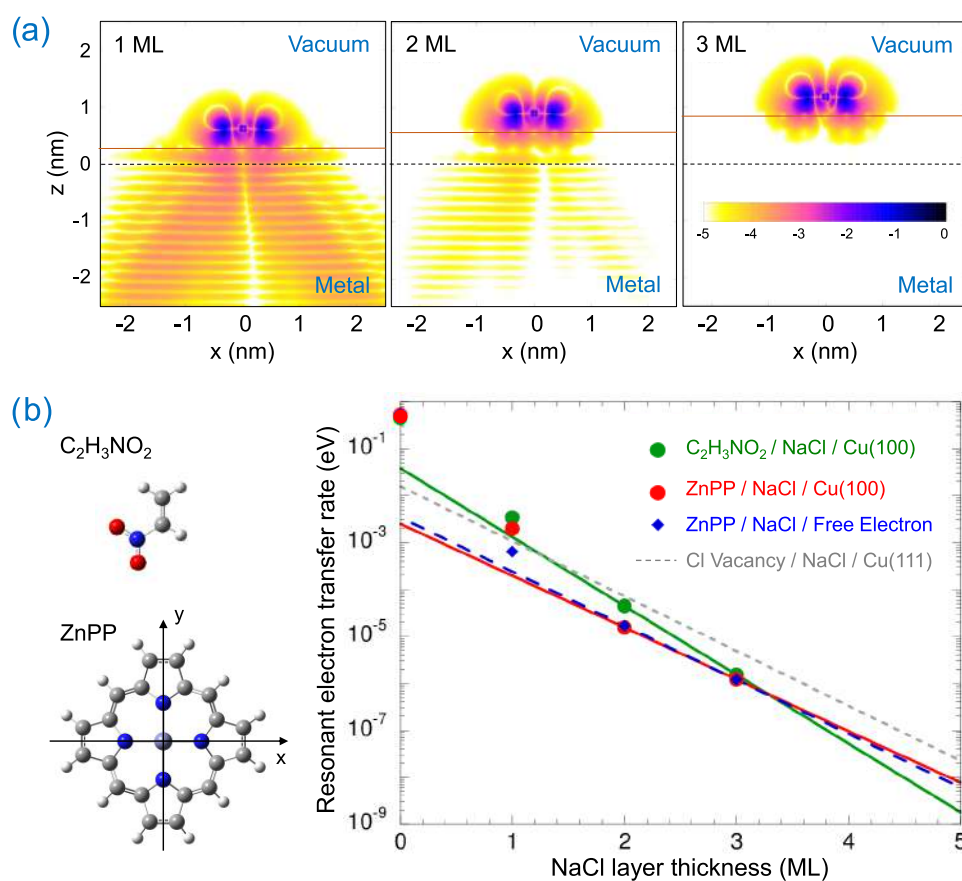 (a)
1 ML
Vacuum
2 ML
Vacuum
3 ML
Vacuum
2
1
0
-1
-2
z (nm)
-5 -4 -3 -2 -1 0
Metal
Metal
Metal
-2 -1 0 1 2
-2 -1 0 1 2
-2 -1 0 1 2
x (nm)
x (nm)
x (nm)
(b)
C2H3NO2
ZnPP
y
x
Resonant electron transfer rate (eV)
10^-1
10^-3
10^-5
10^-7
10^-9
C2H3NO2 / NaCl / Cu(100)
ZnPP / NaCl / Cu(100)
ZnPP / NaCl / Free Electron
Cl Vacancy / NaCl / Cu(111)
0 1 2 3 4 5
NaCl layer thickness (ML)